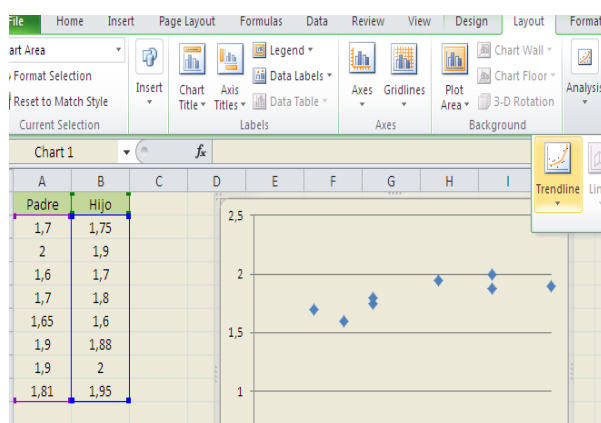 File Home Insert Page Layout Formulas Data Review View Design Layout Format
art Area
Format Selection
Reset to Match Style
Current Selection
Insert
Chart Title
Axis Titles
Legend
Data Labels
Data Table
Labels
Axes
Gridlines
Axes
Plot Area
Chart Wall
Chart Floor
3-D Rotation
Background
Analysis
Trendline
Lin
Chart 1
fx
A B C D E F G H I
Padre Hijo
1,7 1,75
2 1,9
1,6 1,7
1,7 1,8
1,65 1,6
1,9 1,88
1,9 2
1,81 1,95
2,5
2
1,5
1